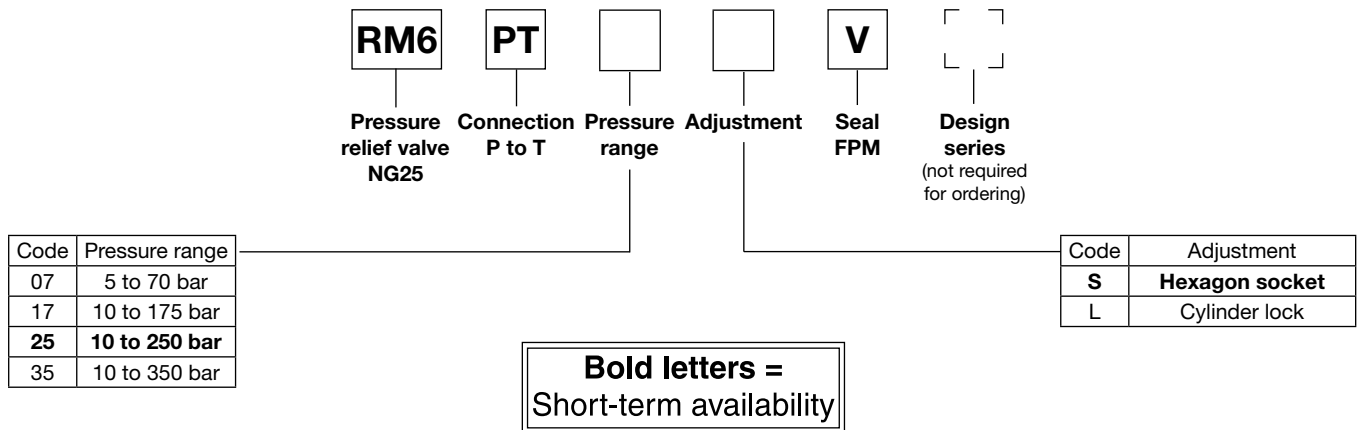 RM6 PT V
Pressure relief valve NG25
Connection P to T
Pressure range
Adjustment
Seal FPM
Design series (not required for ordering)
Code Pressure range
07 5 to 70 bar
17 10 to 175 bar
25 10 to 250 bar
35 10 to 350 bar
Code Adjustment
S Hexagon socket
L Cylinder lock
Bold letters =
Short-term availability